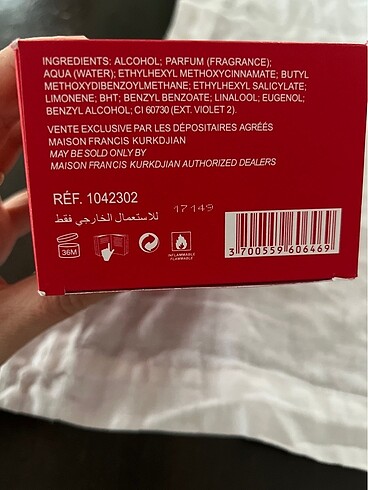 INGREDIENTS: ALCOHOL; PARFUM (FRAGRANCE);
AQUA (WATER); ETHYLHEXYL METHOXYCINNAMATE; BUTYL
METHOXYDIBENZOYLMETHANE; ETHYLHEXYL SALICYLATE;
LIMONENE; BHT; BENZYL BENZOATE; LINALOOL; EUGENOL;
BENZYL ALCOHOL; CI 60730 (EXT. VIOLET 2).
VENTE EXCLUSIVE PAR LES DÉPOSITAIRES AGRÉÉS
MAISON FRANCIS KURKDJIAN
MAY BE SOLD ONLY BY
MAISON FRANCIS KURKDJIAN AUTHORIZED DEALERS
RÉF. 1042302
17149
للاستعمال الخارجي فقط
36M
INFLAMMABLE
FLAMMABLE
3 700559 606469